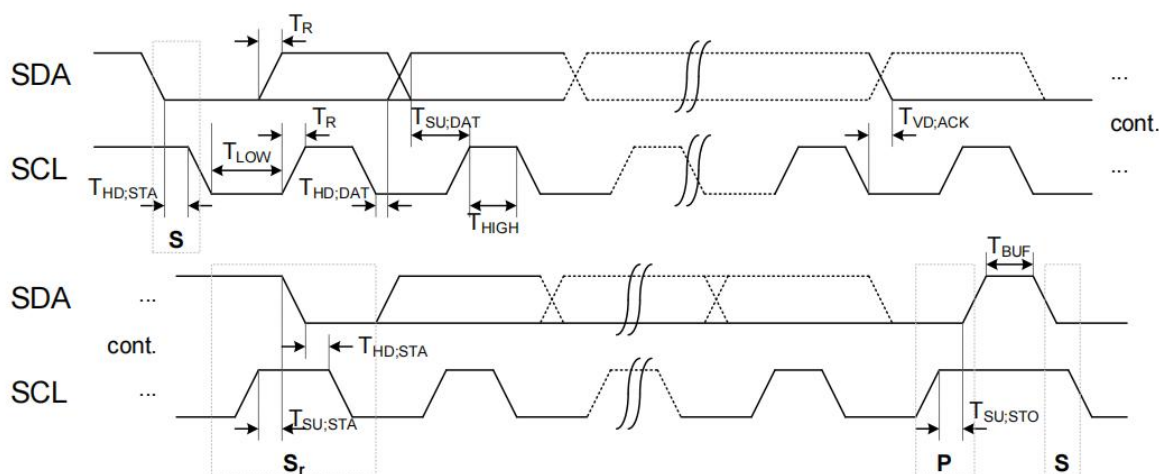 T_R
SDA ...
T_R T_SU;DAT T_VD;ACK cont.
SCL T_LOW ...
T_HD;STA T_HD;DAT T_HIGH
S
T_BUF
SDA ...
cont. T_HD;STA
SCL ...
T_SU;STA T_SU;STO
S_r P S